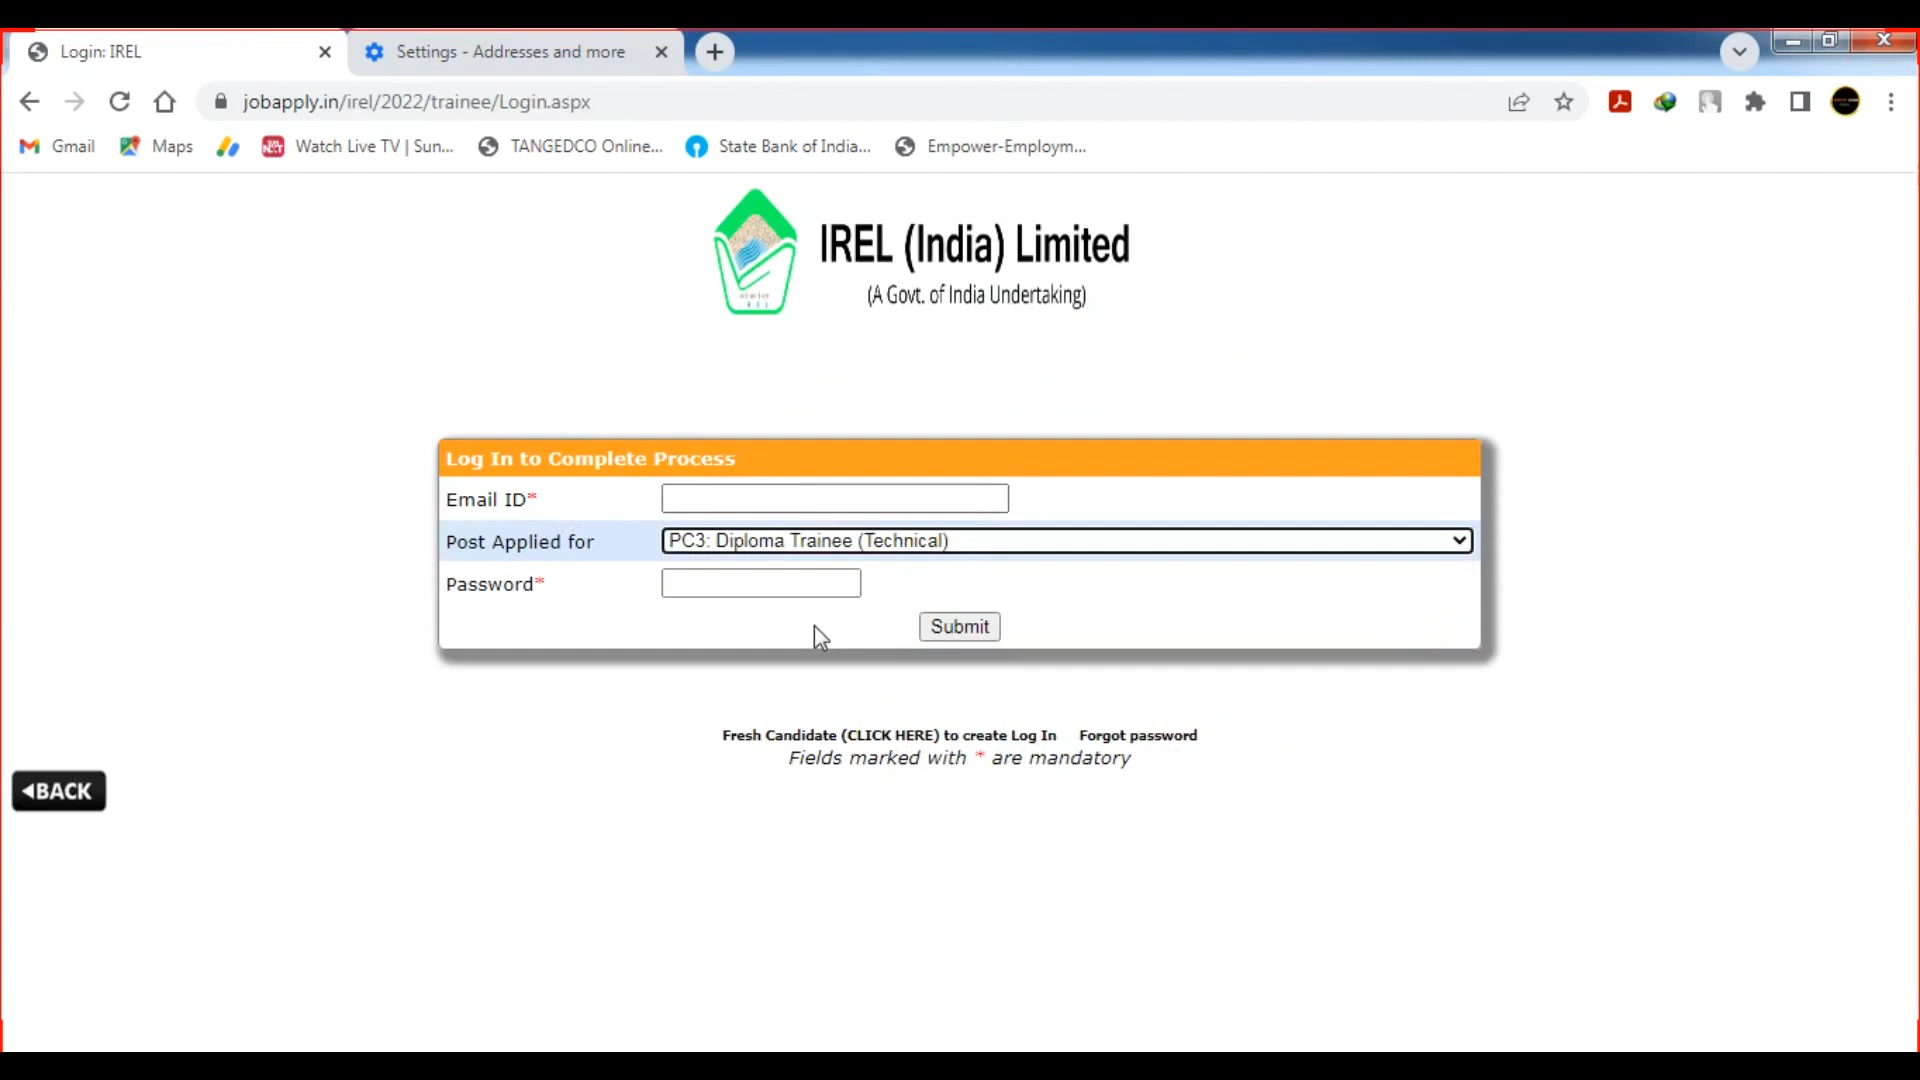 Login: IREL
Settings - Addresses and more
jobapply.in/irel/2022/trainee/Login.aspx
Gmail
Maps
Watch Live TV | Sun...
TANGEDCO Online...
State Bank of India...
Empower-Employm...
IREL (India) Limited
(A Govt. of India Undertaking)
Log In to Complete Process
Email ID*
Post Applied for PC3: Diploma Trainee (Technical)
Password*
Submit
Fresh Candidate (CLICK HERE) to create Log In Forgot password
Fields marked with * are mandatory
BACK